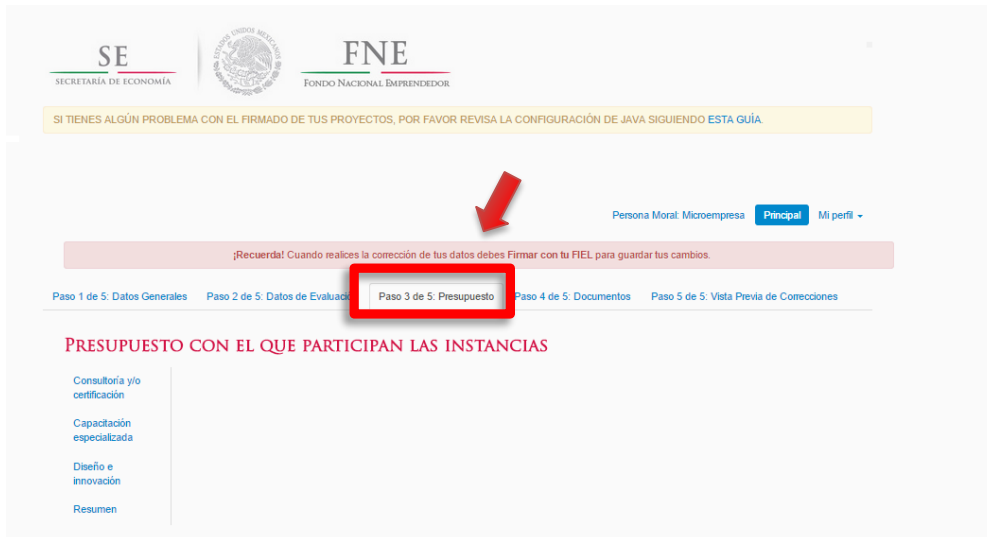 SE
SECRETARÍA DE ECONOMÍA
ESTADOS UNIDOS MEXICANOS
FNE
FONDO NACIONAL EMPRENDEDOR
SI TIENES ALGÚN PROBLEMA CON EL FIRMADO DE TUS PROYECTOS, POR FAVOR REVISA LA CONFIGURACIÓN DE JAVA SIGUIENDO ESTA GUÍA.
Persona Moral: Microempresa Principal Mi perfil
¡Recuerda! Cuando realices la corrección de tus datos debes Firmar con tu FIEL para guardar tus cambios.
Paso 1 de 5: Datos Generales Paso 2 de 5: Datos de Evaluació Paso 3 de 5: Presupuesto Paso 4 de 5: Documentos Paso 5 de 5: Vista Previa de Correcciones
PRESUPUESTO CON EL QUE PARTICIPAN LAS INSTANCIAS
Consultoría y/o
certificación
Capacitación
especializada
Diseño e
innovación
Resumen